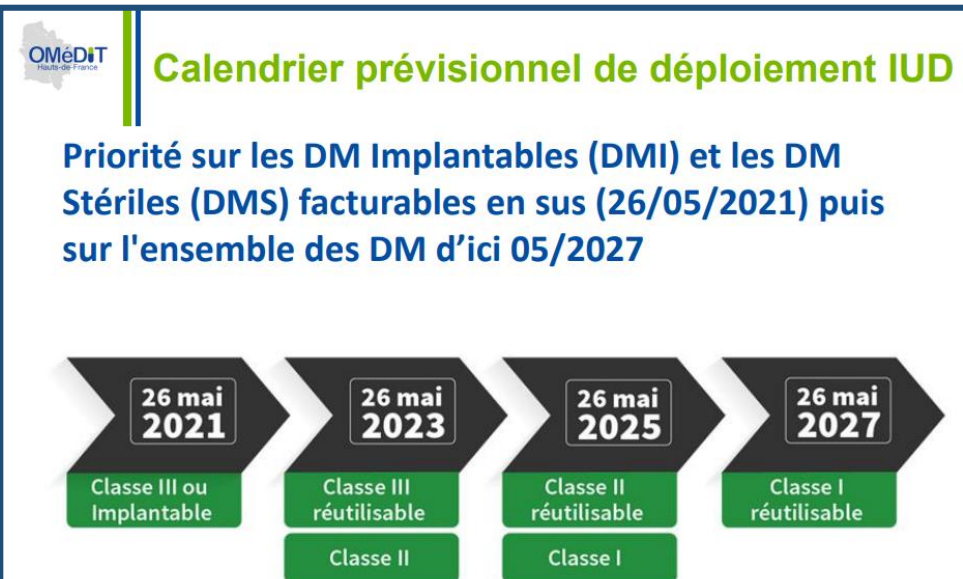 OMéDiT
Hauts-de-France
Calendrier prévisionnel de déploiement IUD
Priorité sur les DM Implantables (DMI) et les DM
Stériles (DMS) facturables en sus (26/05/2021) puis
sur l'ensemble des DM d’ici 05/2027
26 mai
2021
Classe III ou
Implantable
26 mai
2023
Classe III
réutilisable
Classe II
26 mai
2025
Classe II
réutilisable
Classe I
26 mai
2027
Classe I
réutilisable